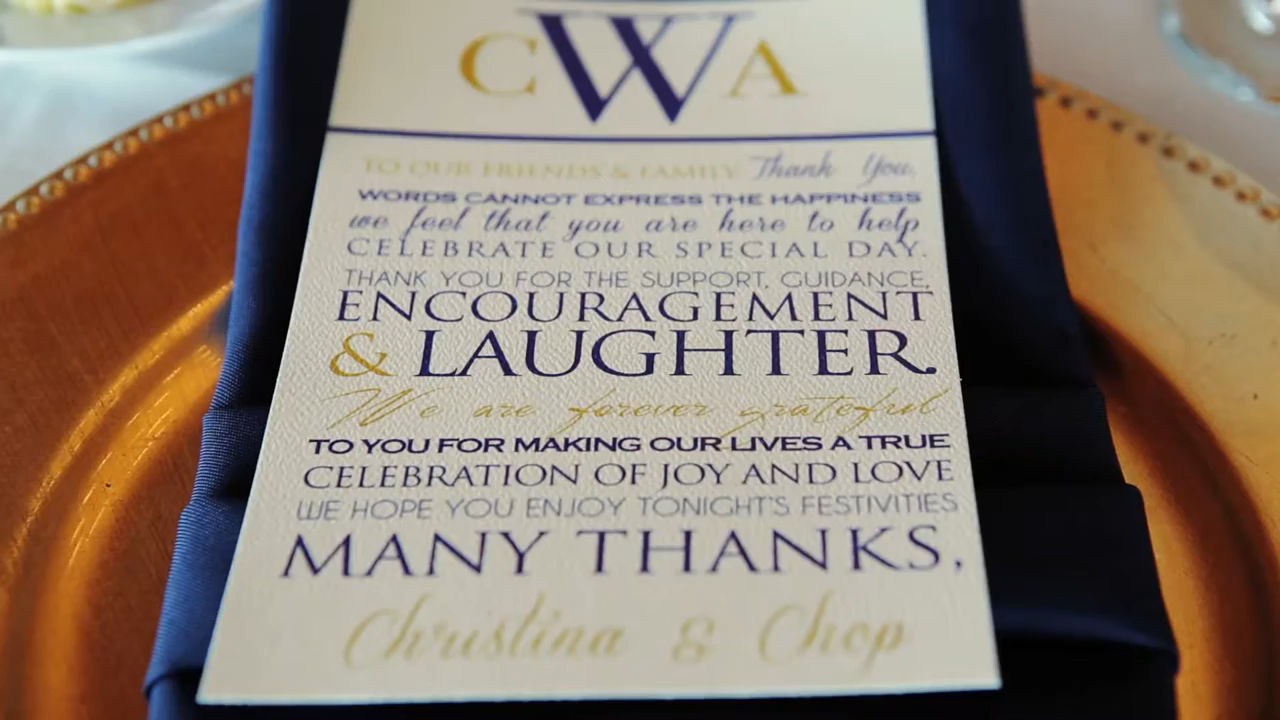 CWA
TO OUR FRIENDS & FAMILY Thank You,
WORDS CANNOT EXPRESS THE HAPPINESS
we feel that you are here to help
CELEBRATE OUR SPECIAL DAY.
THANK YOU FOR THE SUPPORT, GUIDANCE,
ENCOURAGEMENT
& LAUGHTER.
We are forever grateful
TO YOU FOR MAKING OUR LIVES A TRUE
CELEBRATION OF JOY AND LOVE
WE HOPE YOU ENJOY TONIGHT'S FESTIVITIES
MANY THANKS,
Christina & Chop